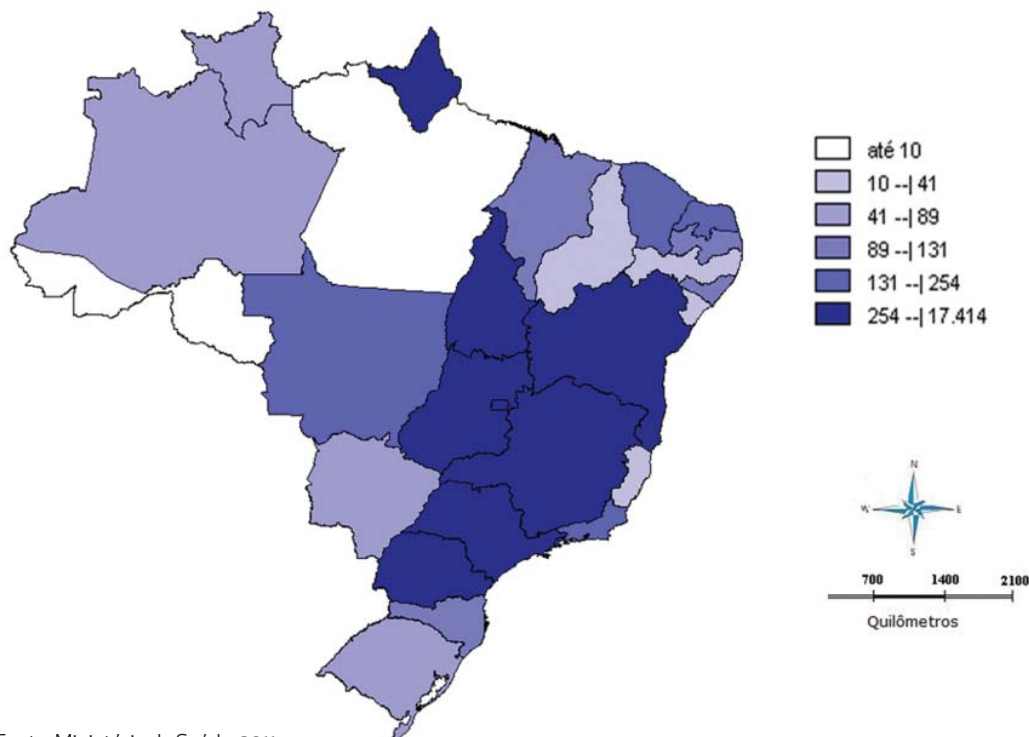 até 10
10 --| 41
41 --| 89
89 --| 131
131 --| 254
254 --| 17.414
N
W E
S
700 1400 2100
Quilômetros